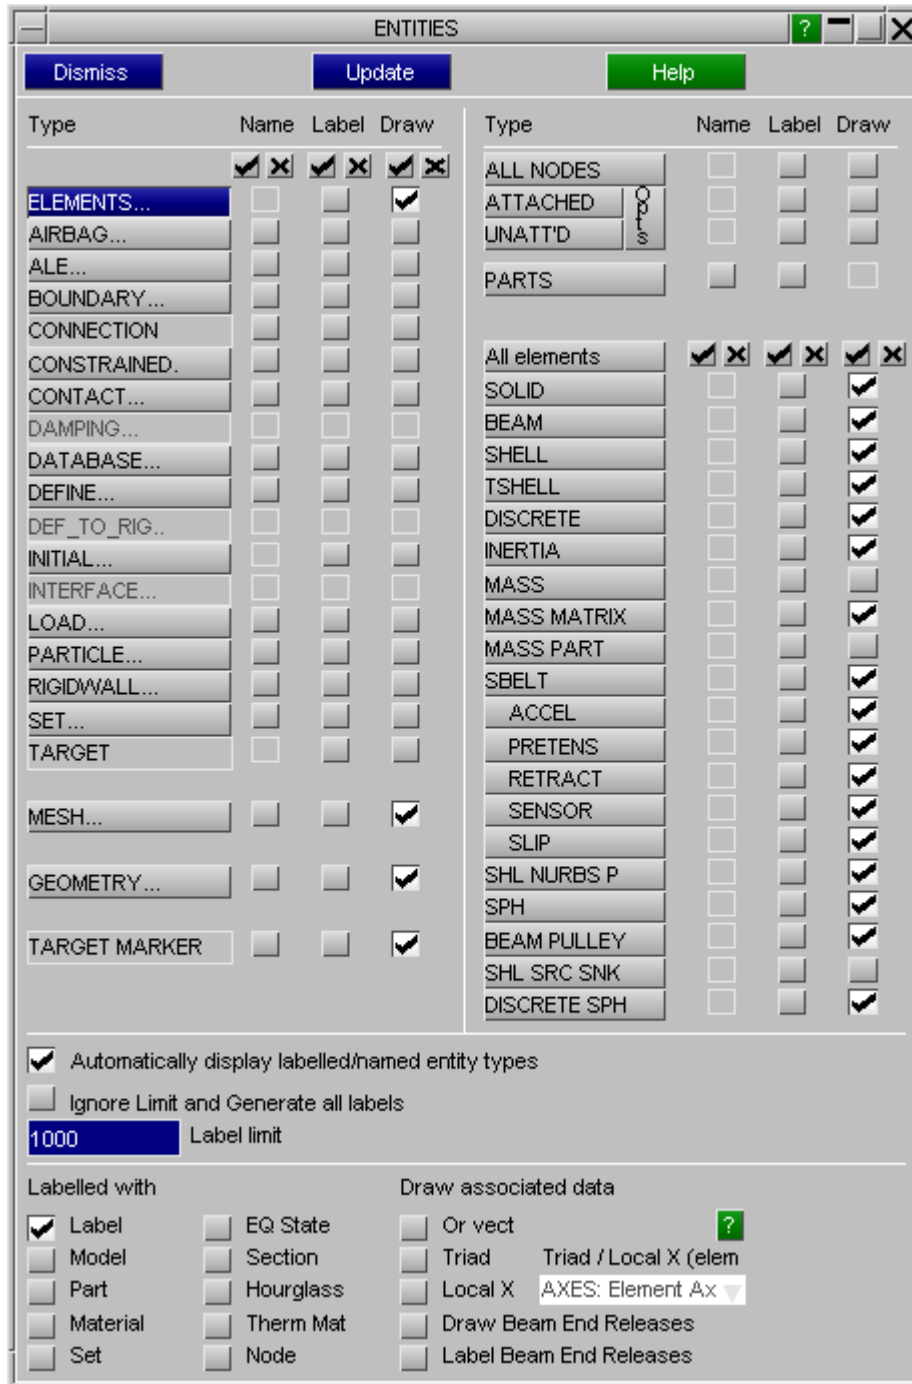 ENTITIES ?
Dismiss Update Help
Type Name Label Draw
ELEMENTS...
AIRBAG...
ALE...
BOUNDARY...
CONNECTION
CONSTRAINED.
CONTACT...
DAMPING...
DATABASE...
DEFINE...
DEF_TO_RIG..
INITIAL...
INTERFACE...
LOAD...
PARTICLE...
RIGIDWALL...
SET...
TARGET
MESH...
GEOMETRY...
TARGET MARKER
Type Name Label Draw
ALL NODES
ATTACHED Opts
UNATT'D
PARTS
All elements
SOLID
BEAM
SHELL
TSHELL
DISCRETE
INERTIA
MASS
MASS MATRIX
MASS PART
SBELT
ACCEL
PRETENS
RETRACT
SENSOR
SLIP
SHL NURBS P
SPH
BEAM PULLEY
SHL SRC SNK
DISCRETE SPH
Automatically display labelled/named entity types
Ignore Limit and Generate all labels
1000 Label limit
Labelled with
Label EQ State
Model Section
Part Hourglass
Material Therm Mat
Set Node
Draw associated data
Or vect ?
Triad Triad / Local X (elem
Local X AXES: Element Ax
Draw Beam End Releases
Label Beam End Releases